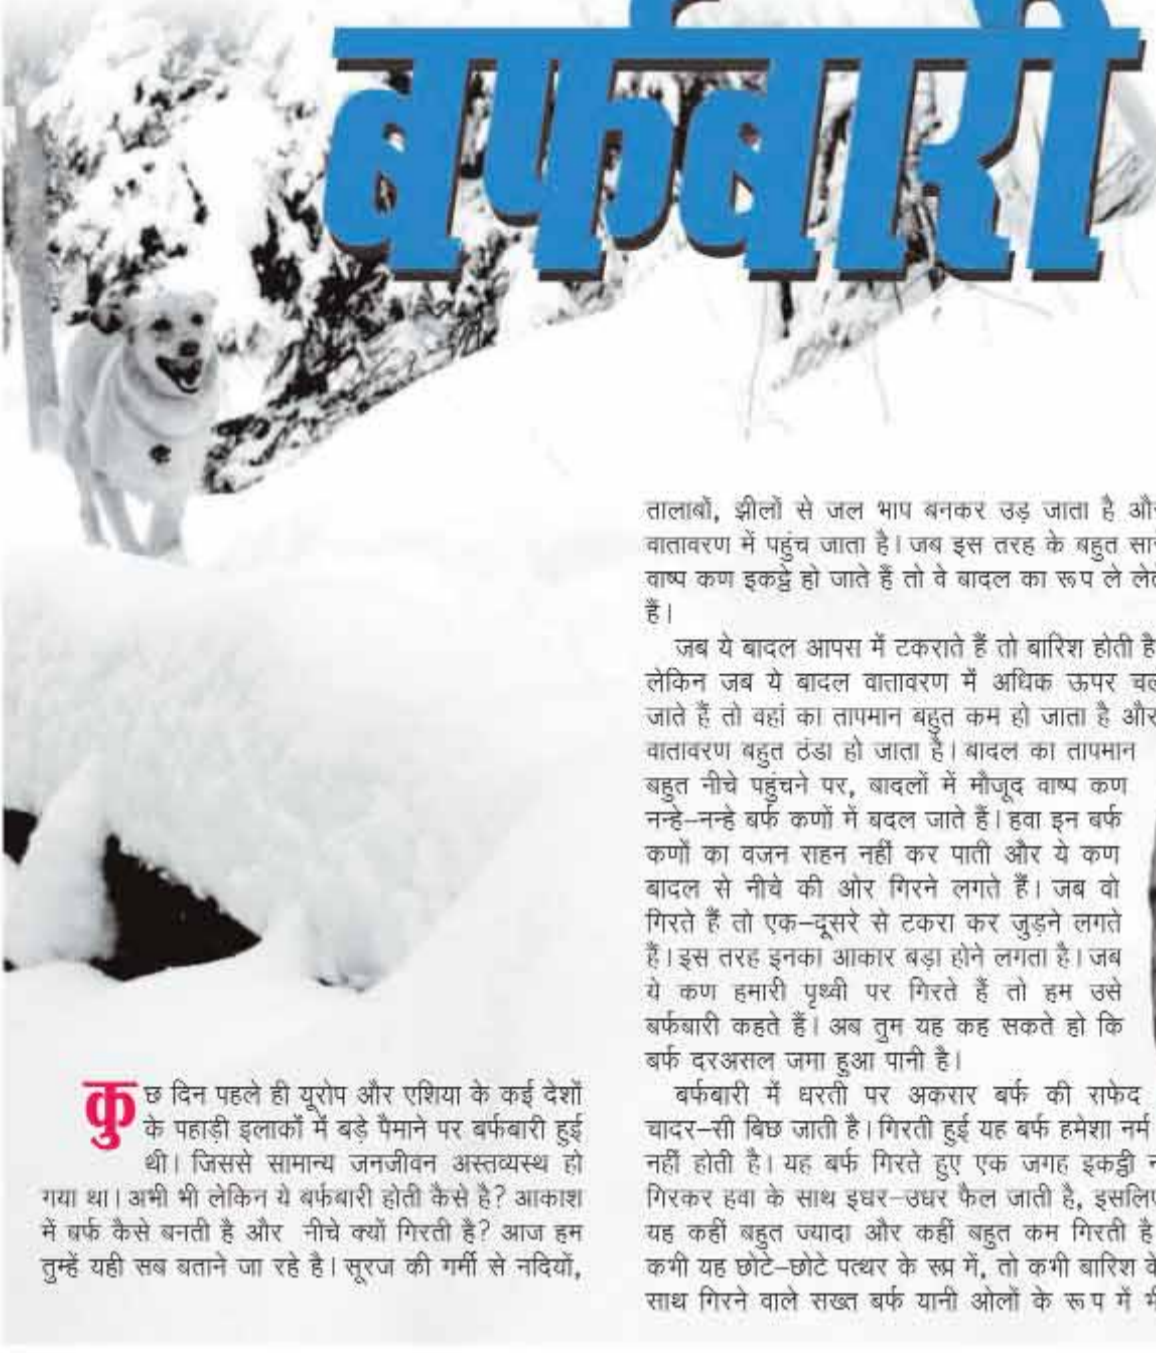 बर्फबारी
कुछ दिन पहले ही यूरोप और एशिया के कई देशों
के पहाड़ी इलाकों में बड़े पैमाने पर बर्फबारी हुई
थी। जिससे सामान्य जनजीवन अस्तव्यस्थ हो
गया था। अभी भी लेकिन ये बर्फबारी होती कैसे है? आकाश
में बर्फ कैसे बनती है और नीचे क्यों गिरती है? आज हम
तुम्हें यही सब बताने जा रहे है। सूरज की गर्मी से नदियों,
तालाबों, झीलों से जल भाप बनकर उड़ जाता है
वातावरण में पहुंच जाता है। जब इस तरह के बहुत
वाष्प कण इकट्ठे हो जाते हैं तो वे बादल का रूप ले
हैं।
जब ये बादल आपस में टकराते हैं तो बारिश होती है
लेकिन जब ये बादल वातावरण में अधिक ऊपर
जाते हैं तो वहां का तापमान बहुत कम हो जाता है और
वातावरण बहुत ठंडा हो जाता है। बादल का तापमान
बहुत नीचे पहुंचने पर, बादलों में मौजूद वाष्प कण
नन्हे–नन्हे बर्फ कणों में बदल जाते हैं। हवा इन बर्फ
कणों का वजन राहन नहीं कर पाती और ये कण
बादल से नीचे की ओर गिरने लगते हैं। जब वो
गिरते हैं तो एक–दूसरे से टकरा कर जुड़ने लगते
हैं। इस तरह इनका आकार बड़ा होने लगता है। जब
ये कण हमारी पृथ्वी पर गिरते हैं तो हम उसे
बर्फबारी कहते हैं। अब तुम यह कह सकते हो कि
बर्फ दरअसल जमा हुआ पानी है।
बर्फबारी में धरती पर अकरार बर्फ की राफेद
चादर–सी बिछ जाती है। गिरती हुई यह बर्फ हमेशा नर्म
नहीं होती है। यह बर्फ गिरते हुए एक जगह इकट्ठी न
गिरकर हवा के साथ इधर–उधर फैल जाती है,
यह कहीं बहुत ज्यादा और कहीं बहुत कम गिरती है
कभी यह छोटे–छोटे पत्थर के रूप में, तो कभी बारिश
साथ गिरने वाले सख्त बर्फ यानी ओलों के रूप में